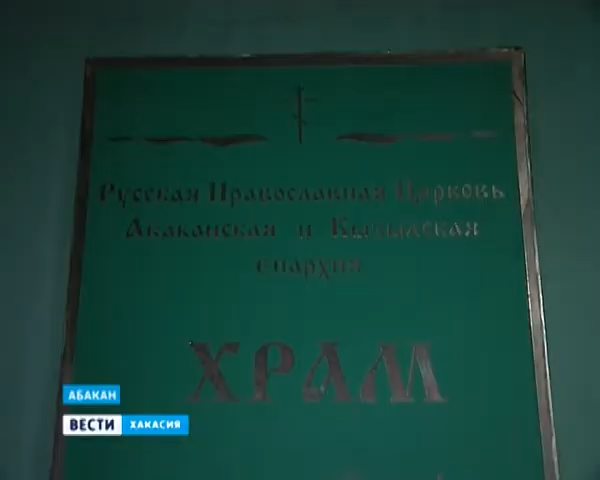 Русская Православная Церковь
Абаканская и Кызылская
епархия
ХРАМ
АБАКАН
ВЕСТИ ХАКАСИЯ